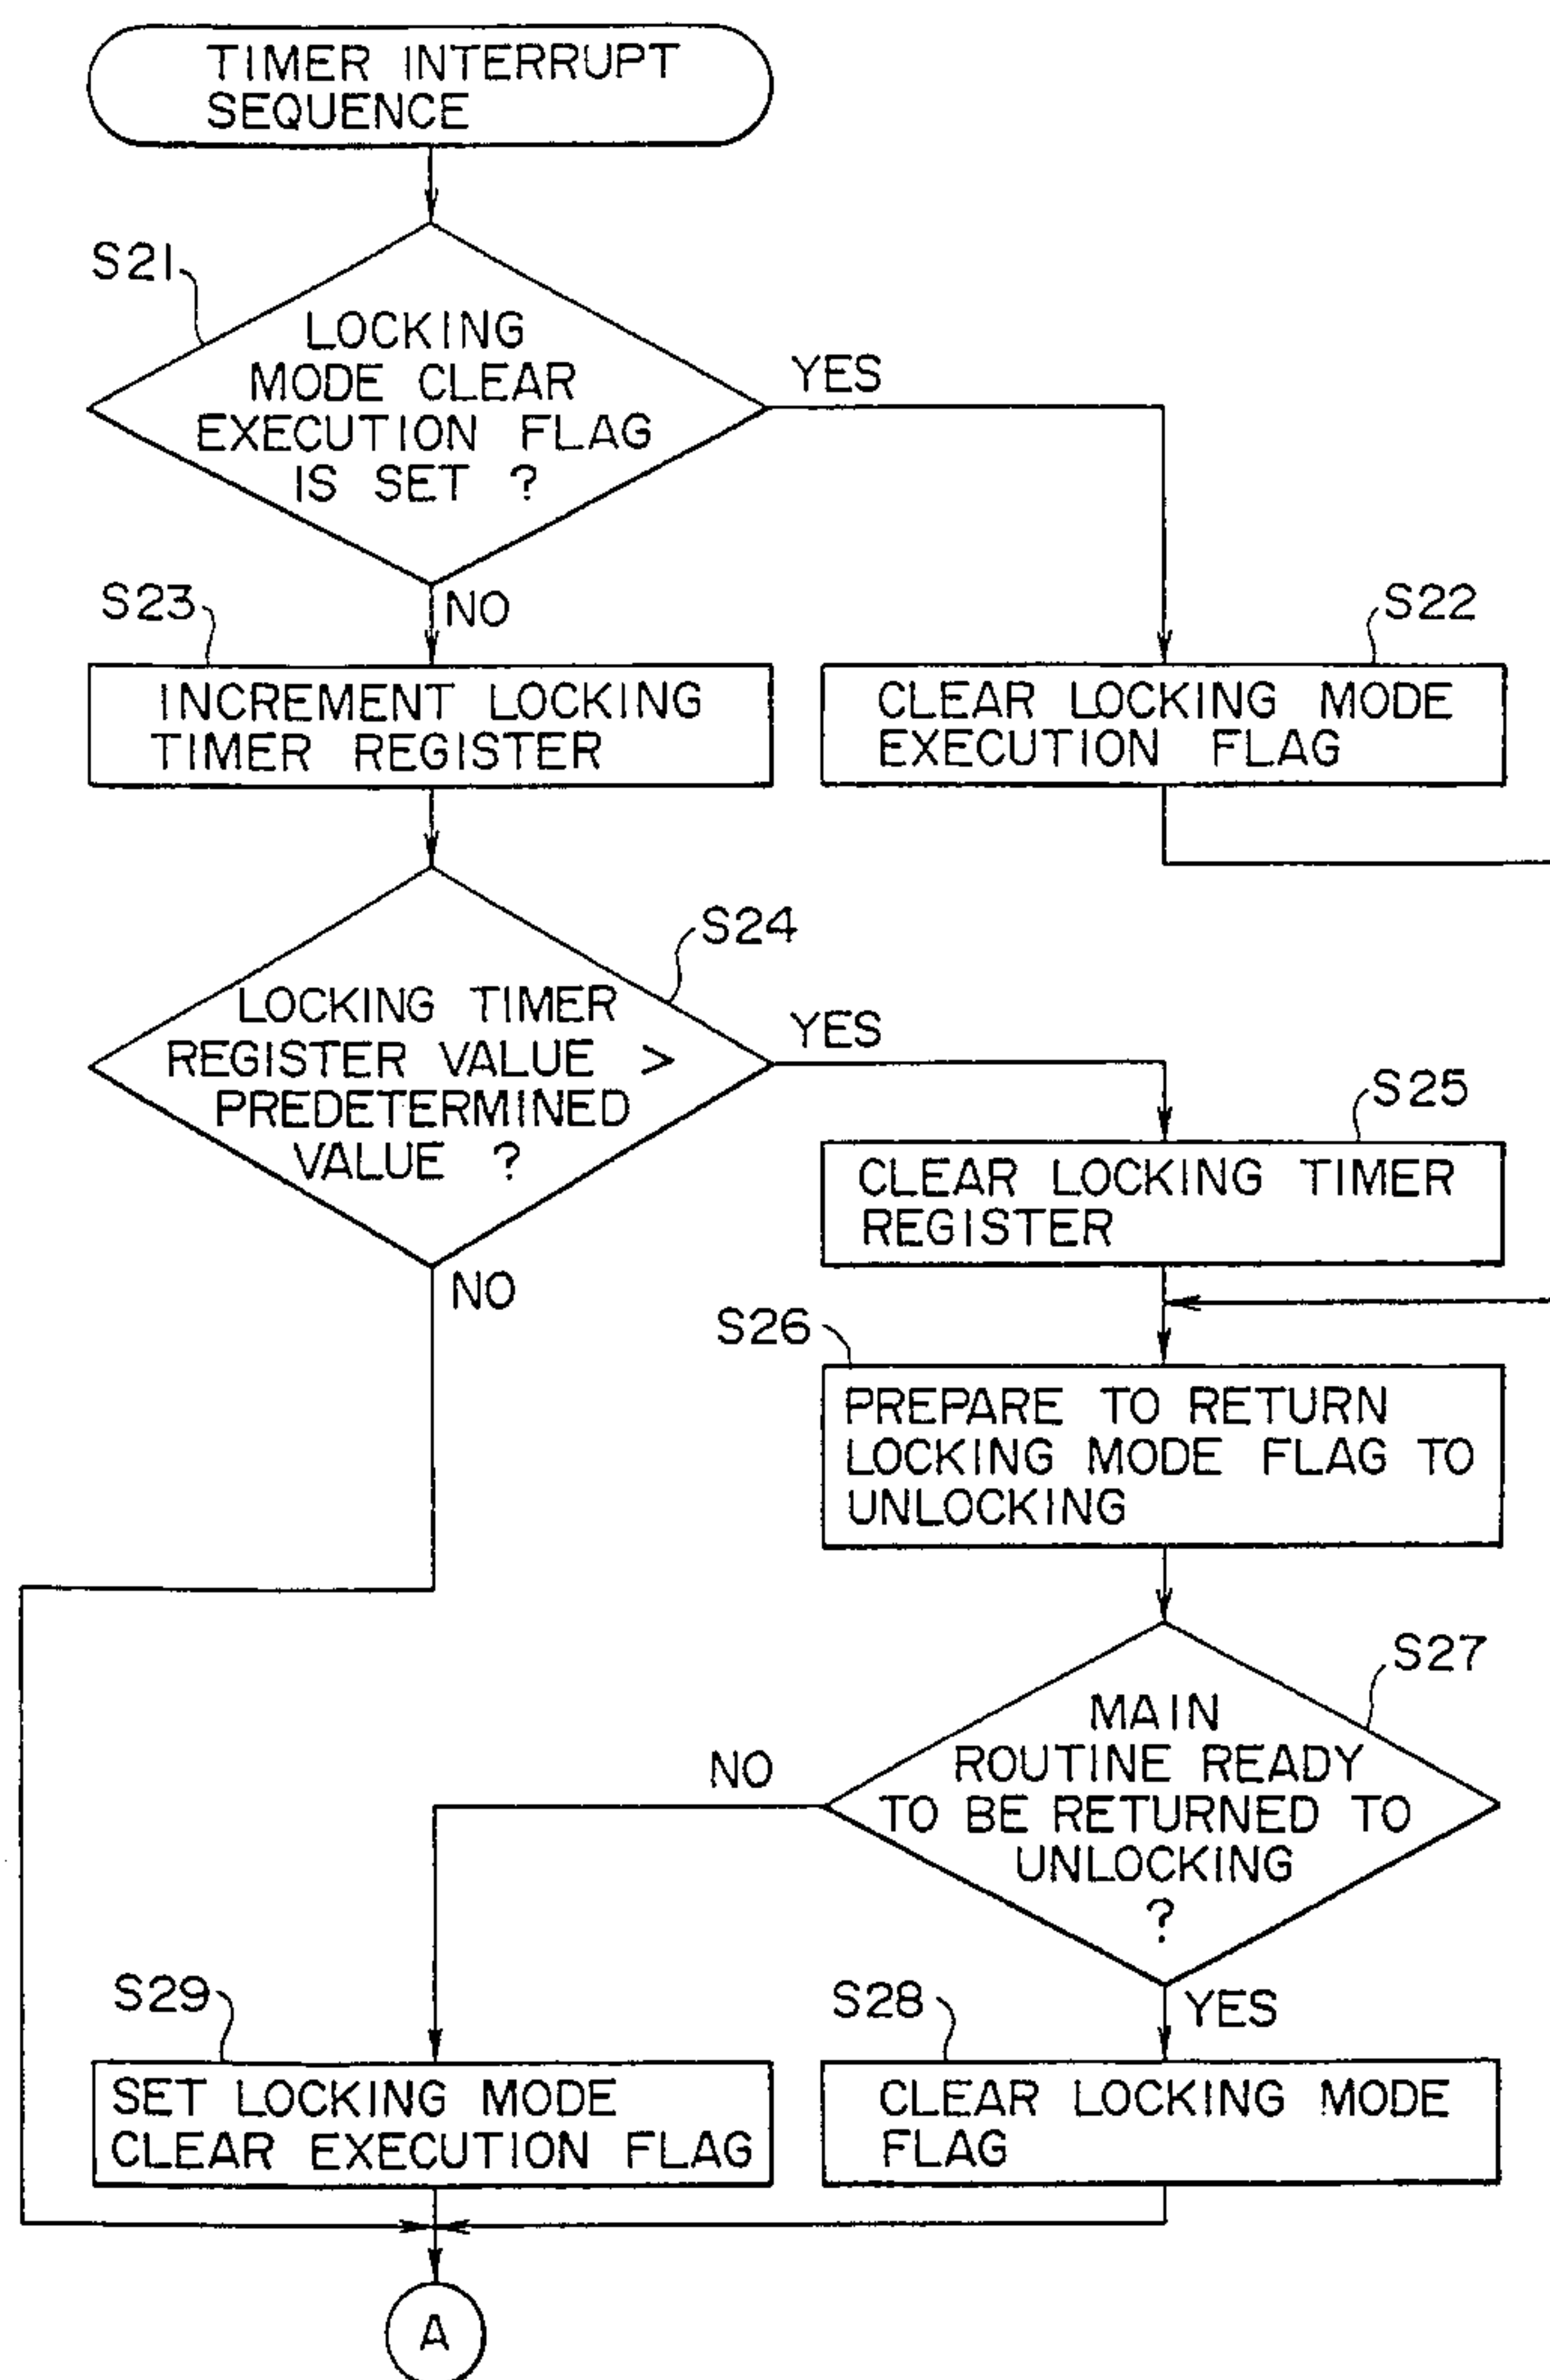 TIMER INTERRUPT
SEQUENCE
S21
LOCKING
MODE CLEAR
EXECUTION FLAG
IS SET ?
YES
NO
S23
INCREMENT LOCKING
TIMER REGISTER
S22
CLEAR LOCKING MODE
EXECUTION FLAG
S24
LOCKING TIMER
REGISTER VALUE >
PREDETERMINED
VALUE ?
YES
NO
S25
CLEAR LOCKING TIMER
REGISTER
S26
PREPARE TO RETURN
LOCKING MODE FLAG TO
UNLOCKING
S27
MAIN
ROUTINE READY
TO BE RETURNED TO
UNLOCKING
?
NO
YES
S29
SET LOCKING MODE
CLEAR EXECUTION FLAG
S28
CLEAR LOCKING MODE
FLAG
A